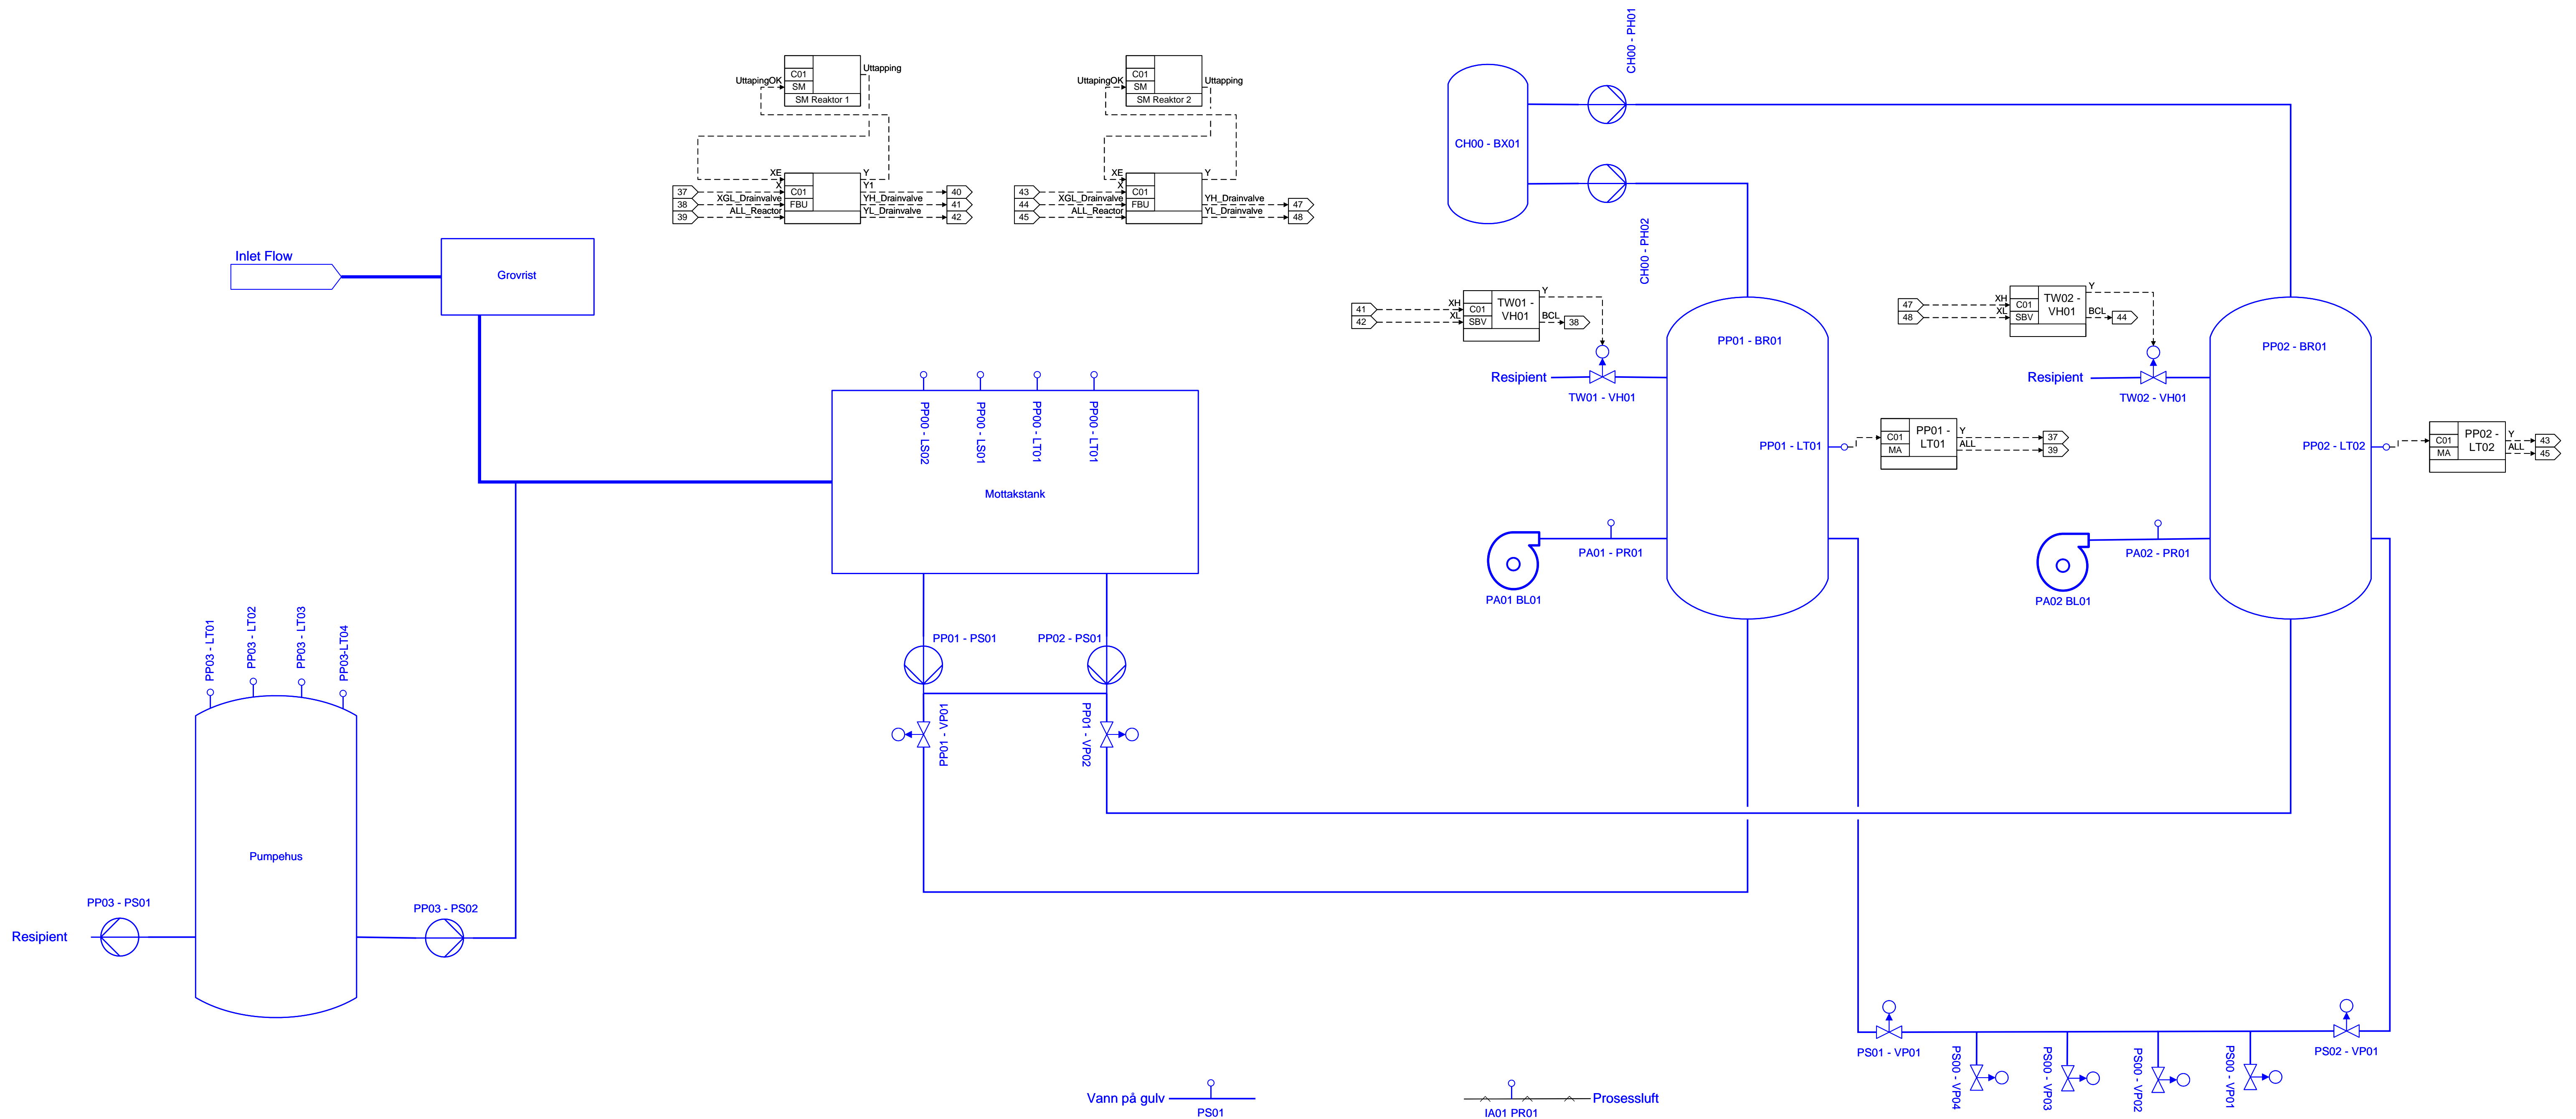 CH00 - PH01
C01
SM
SM Reaktor 1
UttapingOK
Uttapping
XE
X
XGL_Drainvalve
ALL_Reactor
37
38
39
C01
FBU
Y
Y1
YH_Drainvalve
YL_Drainvalve
40
41
42
C01
SM
SM Reaktor 2
UttapingOK
Uttapping
XE
X
XGL_Drainvalve
ALL_Reactor
43
44
45
C01
FBU
Y
YH_Drainvalve
YL_Drainvalve
47
48
CH00 - BX01
CH00 - PH02
Inlet Flow
Grovrist
41
42
XH
XL
C01
SBV
TW01 -
VH01
Y
BCL
38
PP01 - BR01
Resipient
TW01 - VH01
47
48
XH
XL
C01
SBV
TW02 -
VH01
Y
BCL
44
PP02 - BR01
Resipient
TW02 - VH01
PP00 - LS02
PP00 - LS01
PP00 - LT01
PP00 - LT01
Mottakstank
PP01 - LT01
C01
MA
PP01 -
LT01
Y
ALL
37
39
PP02 - LT02
C01
MA
PP02 -
LT02
Y
ALL
43
45
PA01 - PR01
PA01 BL01
PA02 - PR01
PA02 BL01
PP03 - LT01
PP03 - LT02
PP03 - LT03
PP03-LT04
PP01 - PS01
PP02 - PS01
PP01 - VP01
PP01 - VP02
Pumpehus
PP03 - PS01
Resipient
PP03 - PS02
PS01 - VP01
PS00 - VP04
PS00 - VP03
PS00 - VP02
PS00 - VP01
PS02 - VP01
Vann på gulv
PS01
IA01 PR01
Prosessluft